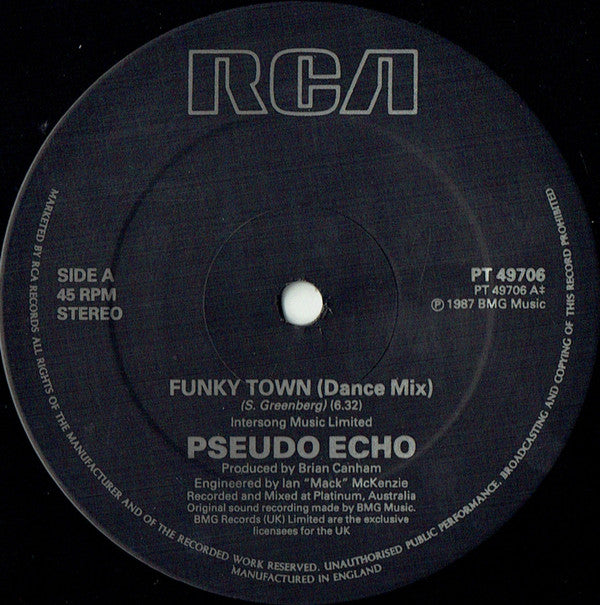 RCA
SIDE A
45 RPM
STEREO
PT 49706
PT 49706 A‡
Ⓟ 1987 BMG Music
FUNKY TOWN (Dance Mix)
(S. Greenberg) (6.32)
Intersong Music Limited
PSEUDO ECHO
Produced by Brian Canham
Engineered by Ian "Mack" McKenzie
Recorded and Mixed at Platinum, Australia
Original sound recording made by BMG Music.
BMG Records (UK) Limited are the exclusive
licensees for the UK
MARKETED BY RCA RECORDS. ALL RIGHTS OF THE MANUFACTURER AND OF THE RECORDED WORK RESERVED. UNAUTHORISED PUBLIC PERFORMANCE, BROADCASTING AND COPYING OF THIS RECORD PROHIBITED
MANUFACTURED IN ENGLAND